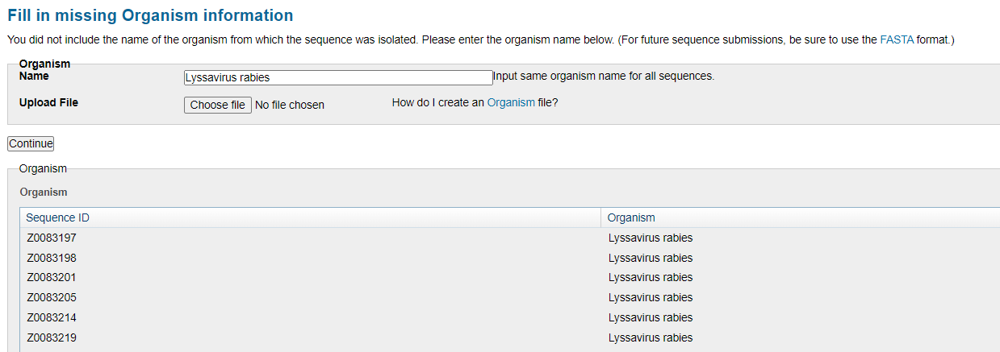 Fill in missing Organism information
You did not include the name of the organism from which the sequence was isolated. Please enter the organism name below. (For future sequence submissions, be sure to use the FASTA format.)
Organism
Name Lyssavirus rabies Input same organism name for all sequences.
Upload File Choose file No file chosen How do I create an Organism file?
Continue
Organism
Organism
Sequence ID Organism
Z0083197 Lyssavirus rabies
Z0083198 Lyssavirus rabies
Z0083201 Lyssavirus rabies
Z0083205 Lyssavirus rabies
Z0083214 Lyssavirus rabies
Z0083219 Lyssavirus rabies